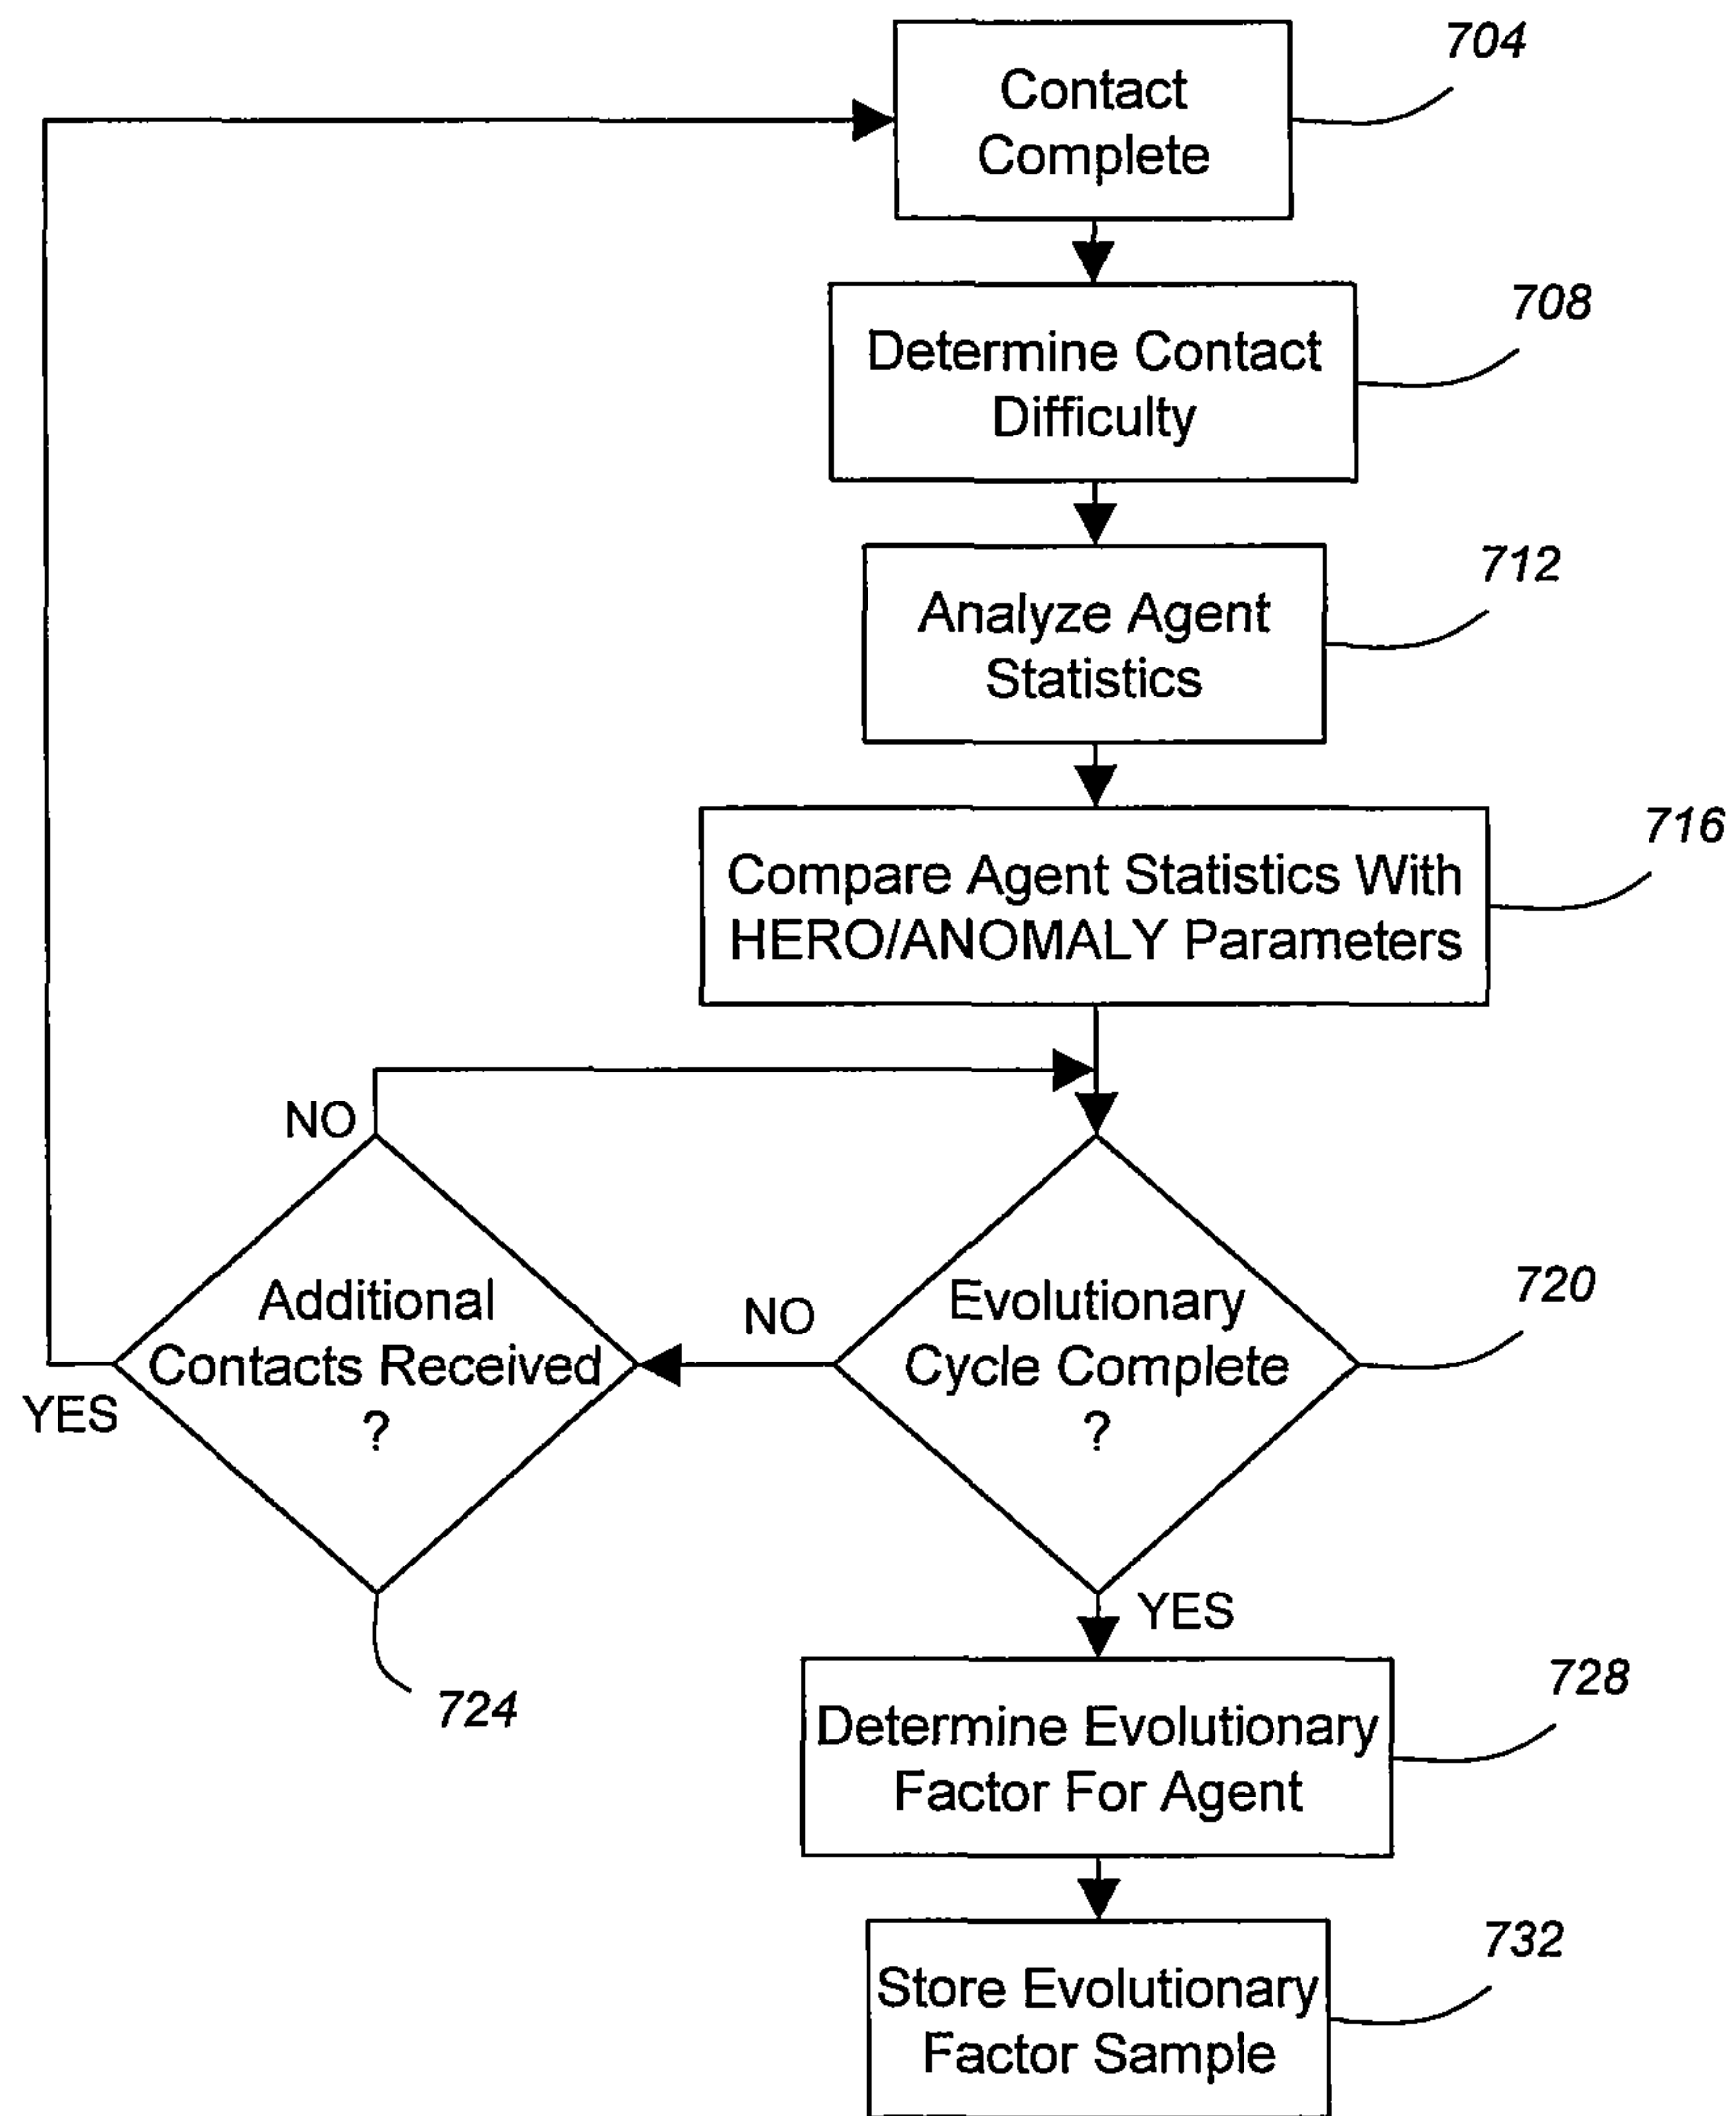 704
Contact
Complete
708
Determine Contact
Difficulty
712
Analyze Agent
Statistics
716
Compare Agent Statistics With
HERO/ANOMALY Parameters
NO
Additional
Contacts Received
?
YES
724
NO
Evolutionary
Cycle Complete
?
720
YES
728
Determine Evolutionary
Factor For Agent
732
Store Evolutionary
Factor Sample